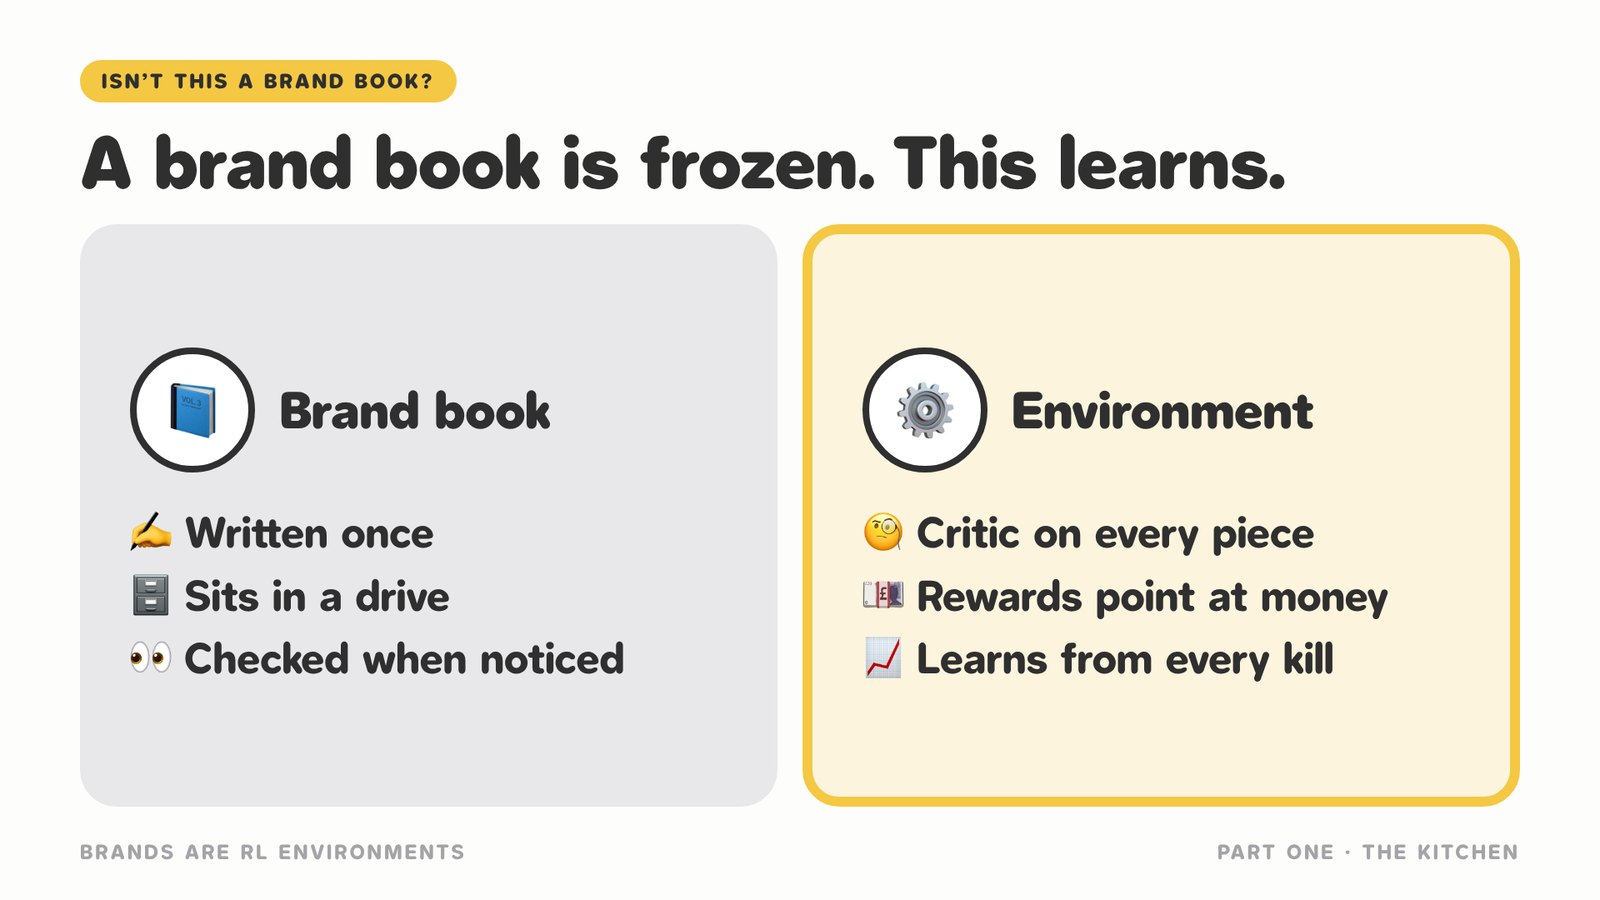 ISN’T THIS A BRAND BOOK?
A brand book is frozen. This learns.
Brand book
Written once
Sits in a drive
Checked when noticed
Environment
Critic on every piece
Rewards point at money
Learns from every kill
BRANDS ARE RL ENVIRONMENTS
PART ONE · THE KITCHEN